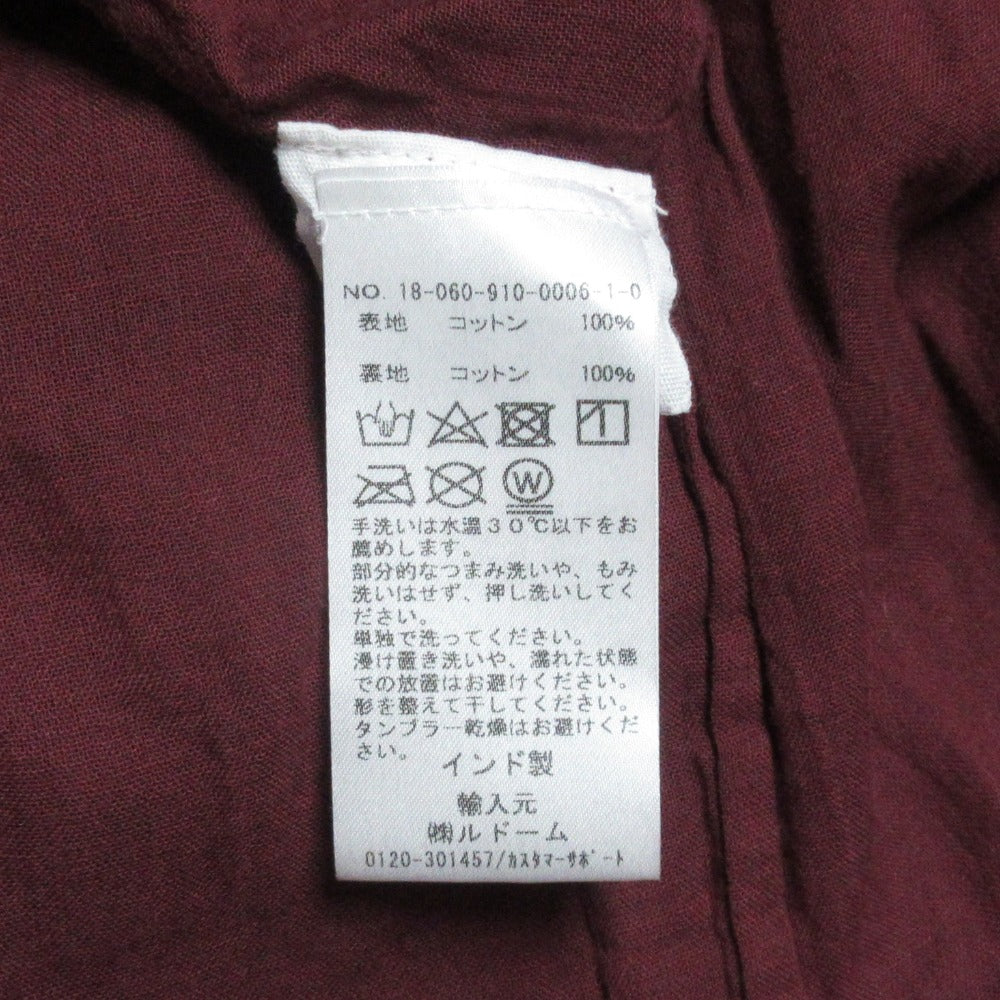 NO. 18-060-910-0006-1-0
表地 コットン 100%
裏地 コットン 100%
W
手洗いは水温30℃以下をお
薦めします。
部分的なつまみ洗いや、もみ
洗いはせず、押し洗いしてく
ださい。
単独で洗ってください。
浸け置き洗いや、濡れた状態
での放置はお避けください。
形を整えて干してください。
タンブラー乾燥はお避けくだ
さい。
インド製
輸入元
㈱ルドーム
0120-301457/ｶｽﾀﾏｰｻﾎﾟｰﾄ